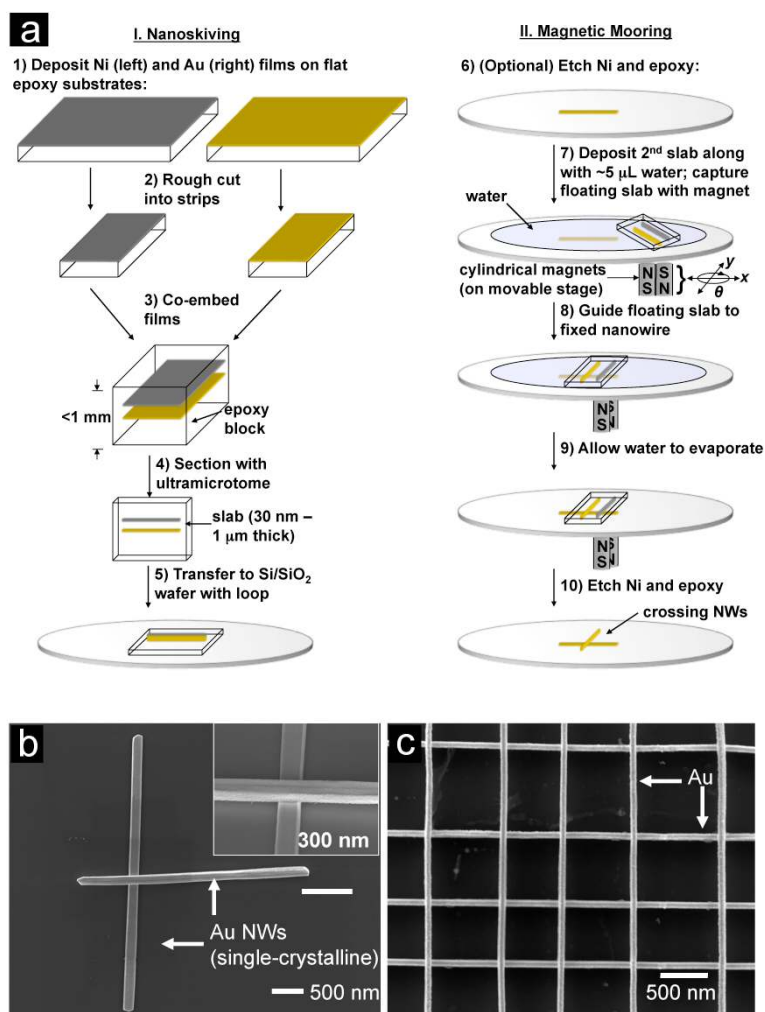 a
I. Nanoskiving
1) Deposit Ni (left) and Au (right) films on flat
epoxy substrates:
2) Rough cut
into strips
3) Co-embed
films
<1 mm
epoxy
block
4) Section with
ultramicrotome
slab (30 nm –
1 μm thick)
5) Transfer to Si/SiO2
wafer with loop
II. Magnetic Mooring
6) (Optional) Etch Ni and epoxy:
7) Deposit 2nd slab along
with ~5 μL water; capture
floating slab with magnet
water
cylindrical magnets
(on movable stage)
N S
S N
}
y
x
θ
8) Guide floating slab to
fixed nanowire
N S
S N
9) Allow water to evaporate
N S
S N
10) Etch Ni and epoxy
crossing NWs
b
300 nm
Au NWs
(single-crystalline)
500 nm
c
Au
500 nm